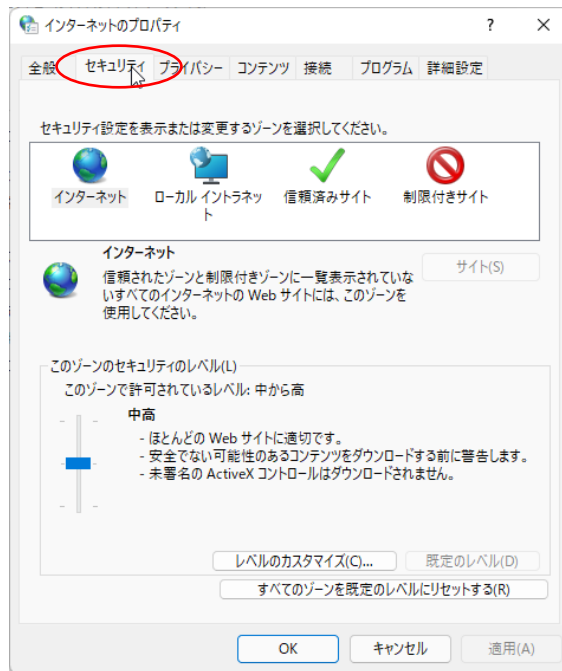 インターネットのプロパティ
? ×
全般 セキュリティ プライバシー コンテンツ 接続 プログラム 詳細設定
セキュリティ設定を表示または変更するゾーンを選択してください。
インターネット ローカル イントラネッ 信頼済みサイト 制限付きサイト
ト
インターネット
サイト(S)
信頼されたゾーンと制限付きゾーンに一覧表示されていな
いすべてのインターネットの Web サイトには、このゾーンを
使用してください。
このゾーンのセキュリティのレベル(L)
このゾーンで許可されているレベル: 中から高
中高
- ほとんどの Web サイトに適切です。
- 安全でない可能性のあるコンテンツをダウンロードする前に警告します。
- 未署名の ActiveX コントロールはダウンロードされません。
レベルのカスタマイズ(C)... 既定のレベル(D)
すべてのゾーンを既定のレベルにリセットする(R)
OK キャンセル 適用(A)